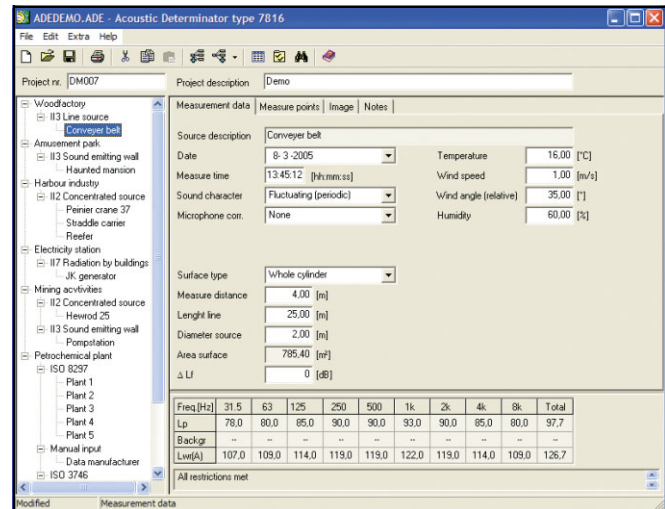 ADEDEMO.ADE - Acoustic Determinator type 7816
File Edit Extra Help
Project nr. DM007 Project description Demo
Woodfactory
II3 Line source
Conveyer belt
Amusement park
II3 Sound emitting wall
Haunted mansion
Harbour industry
II2 Concentrated source
Peinier crane 37
Straddle carrier
Reefer
Electricity station
II7 Radiation by buildings
JK generator
Mining acvtivities
II2 Concentrated source
Hewrod 25
II3 Sound emitting wall
Pompstation
Petrochemical plant
ISO 8297
Plant 1
Plant 2
Plant 3
Plant 4
Plant 5
Manual input
Data manufacturer
ISO 3746
Measurement data Measure points Image Notes
Source description Conveyer belt
Date 8- 3 -2005 Temperature 16,00 [°C]
Measure time 13:45:12 [hh:mm:ss] Wind speed 1,00 [m/s]
Sound character Fluctuating (periodic) Wind angle (relative) 35,00 [°]
Microphone corr. None Humidity 60,00 [%]
Surface type Whole cylinder
Measure distance 4,00 [m]
Lenght line 25,00 [m]
Diameter source 2,00 [m]
Area surface 785,40 [m²]
Δ Lf 0 [dB]
Freq.[Hz] 31.5 63 125 250 500 1k 2k 4k 8k Total
Lp 78,0 80,0 85,0 90,0 90,0 93,0 90,0 85,0 80,0 97,7
Backgr -- -- -- -- -- -- -- -- -- --
Lwr(A) 107,0 109,0 114,0 119,0 119,0 122,0 119,0 114,0 109,0 126,7
All restrictions met
Modified Measurement data